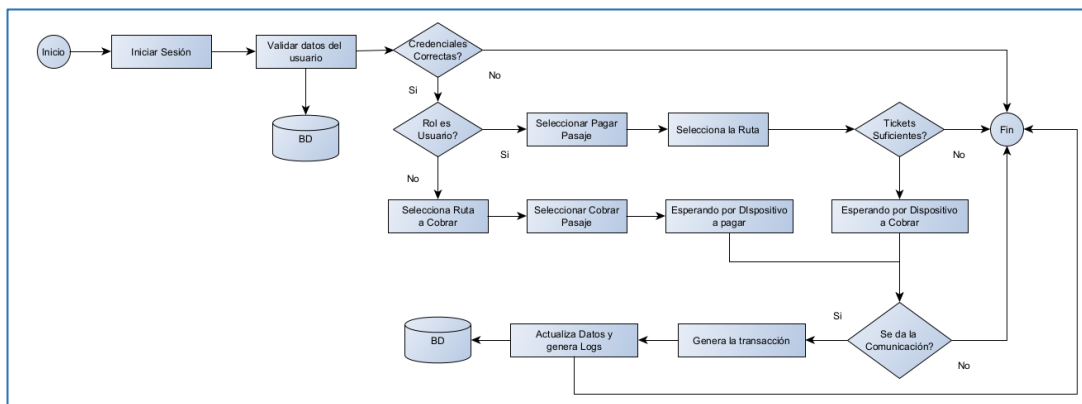 Inicio
Iniciar Sesión
Validar datos del
usuario
Credenciales
Correctas?
No
Si
BD
Rol es
Usuario?
Si
No
Seleccionar Pagar
Pasaje
Selecciona la Ruta
Tickets
Suficientes?
No
Fin
Selecciona Ruta
a Cobrar
Seleccionar Cobrar
Pasaje
Esperando por DIspositivo
a pagar
Esperando por Dispositivo
a Cobrar
BD
Actualiza Datos y
genera Logs
Genera la transacción
Si
Se da la
Comunicación?
No